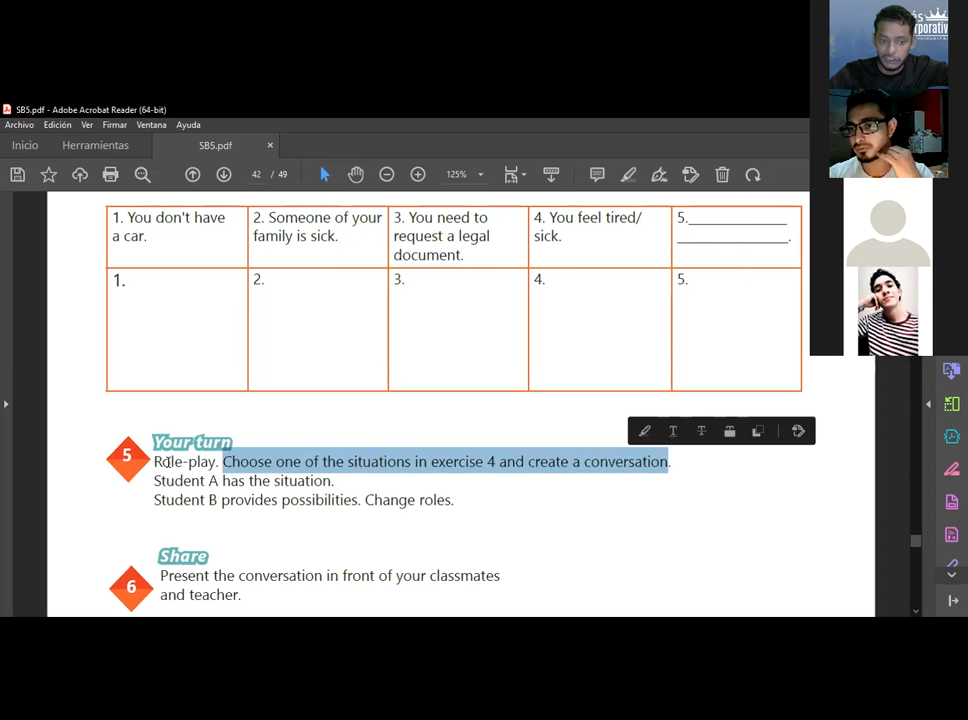 és
orporativ
SB5.pdf - Adobe Acrobat Reader (64-bit)
Archivo Edición Ver Firmar Ventana Ayuda
Inicio Herramientas SB5.pdf ×
42 / 49 125%
1. You don't have a car.
2. Someone of your family is sick.
3. You need to request a legal document.
4. You feel tired/ sick.
5.____________ _______________.
1. 2. 3. 4. 5.
5 Your turn
Role-play. Choose one of the situations in exercise 4 and create a conversation.
Student A has the situation.
Student B provides possibilities. Change roles.
Share
6 Present the conversation in front of your classmates
and teacher.